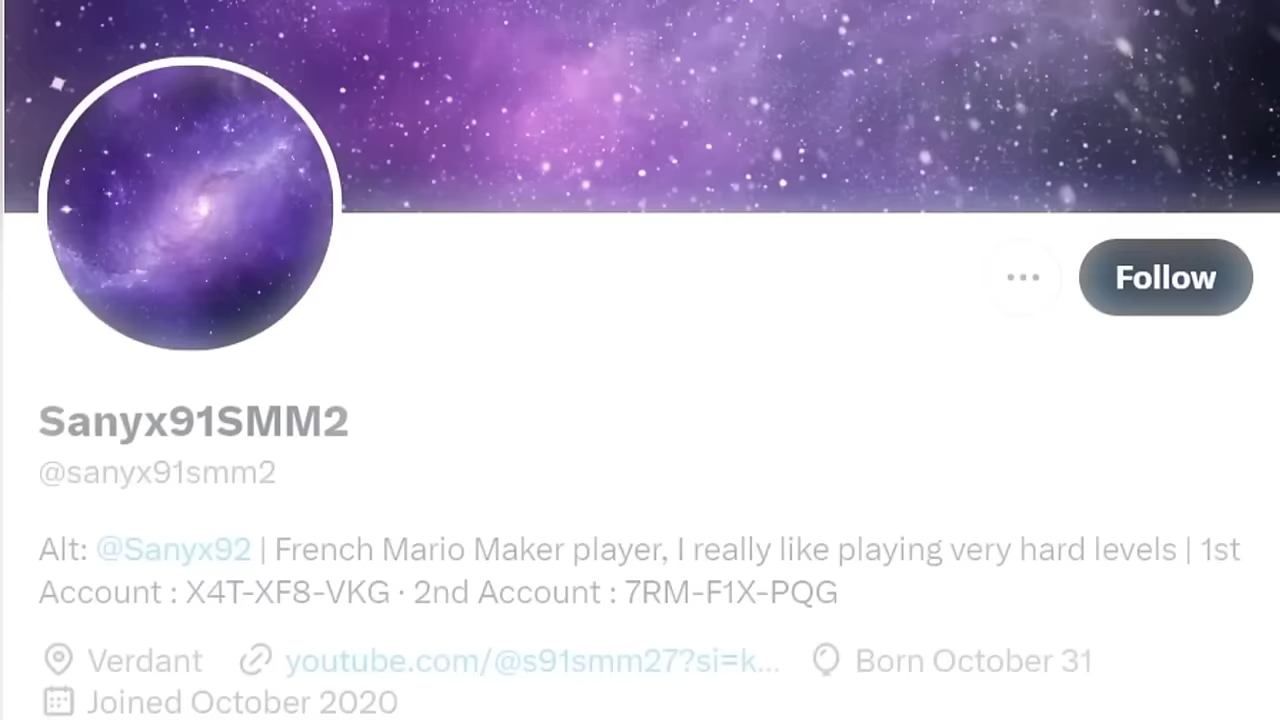 Follow
Sanyx91SMM2
@sanyx91smm2
Alt: @Sanyx92 | French Mario Maker player, I really like playing very hard levels | 1st
Account : X4T-XF8-VKG · 2nd Account : 7RM-F1X-PQG
Verdant youtube.com/@s91smm27?si=k... Born October 31
Joined October 2020